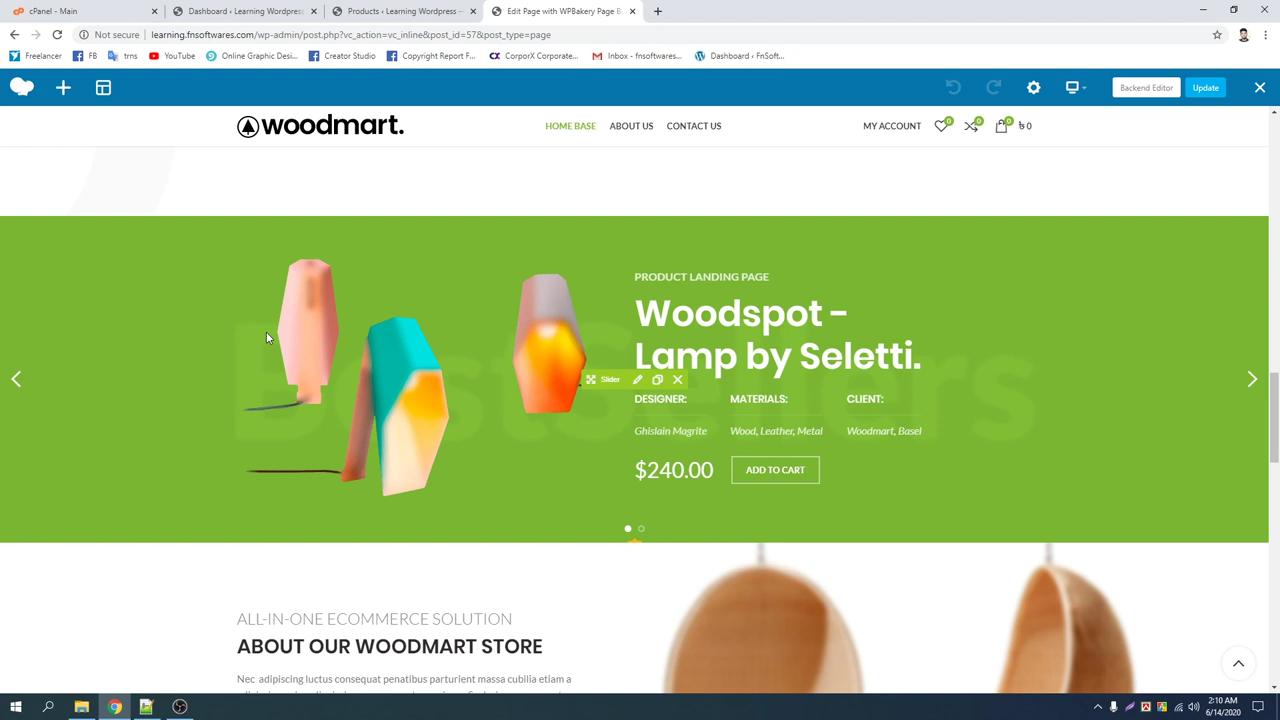 cPanel - Main
Dashboard ‹ Learning Woodpress
Products ‹ Learning Wordpress —
Edit Page with WPBakery Page B
Not secure | learning.fnsoftwares.com/wp-admin/post.php?vc_action=vc_inline&post_id=57&post_type=page
Freelancer FB trns YouTube Online Graphic Desi... Creator Studio Copyright Report F... CorporX Corporate... Inbox - fnsoftwares... Dashboard ‹ FnSoft...
Backend Editor Update
woodmart. HOME BASE ABOUT US CONTACT US MY ACCOUNT 0 0 0 ৳ 0
BestSellers
PRODUCT LANDING PAGE
Woodspot -
Lamp by Seletti.
Slider
DESIGNER: MATERIALS: CLIENT:
Ghislain Magrite Wood, Leather, Metal Woodmart, Basel
$240.00 ADD TO CART
ALL-IN-ONE ECOMMERCE SOLUTION
ABOUT OUR WOODMART STORE
Nec adipiscing luctus consequat penatibus parturient massa cubilia etiam a
2:10 AM
6/14/2020